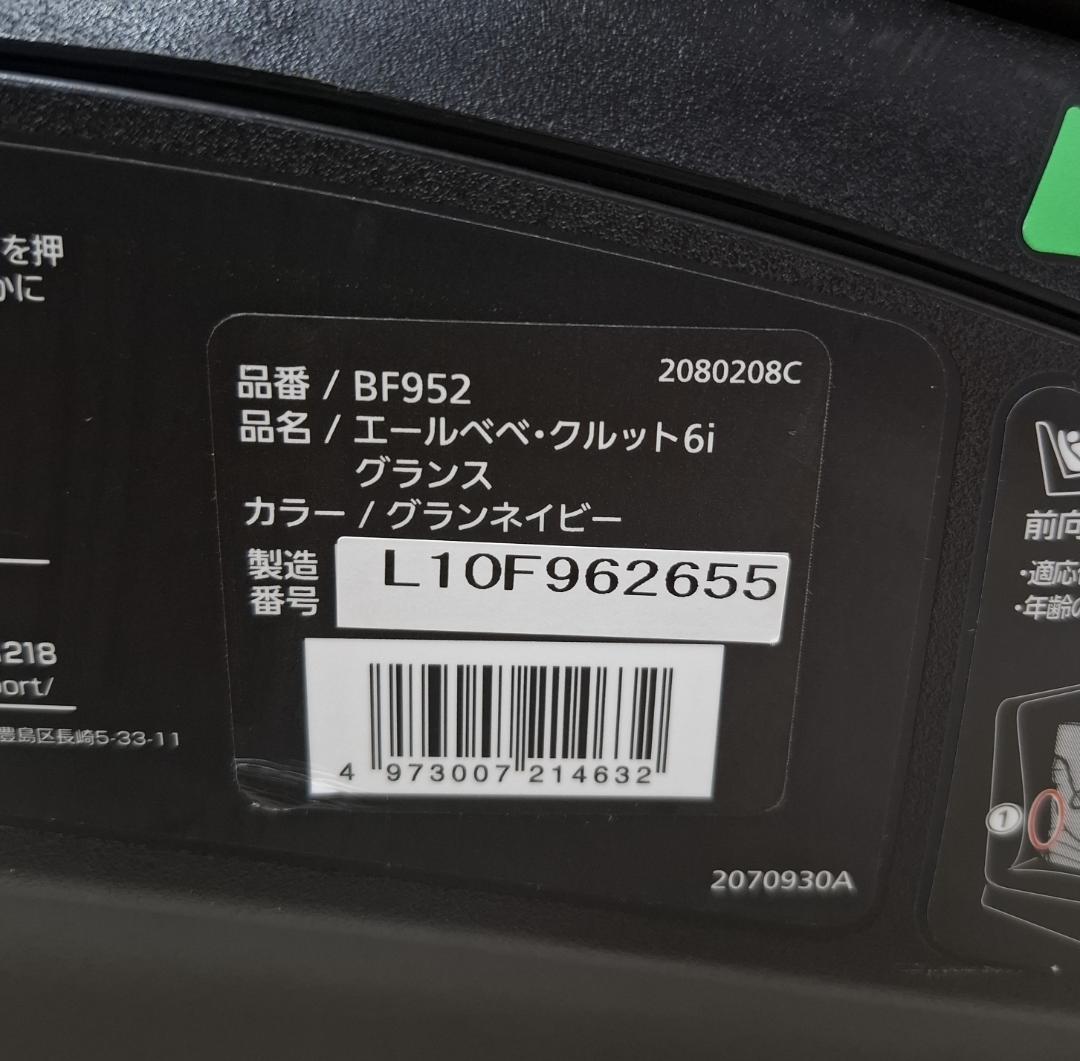 を押
かに
2080208C
品番 / BF952
品名 / エールベベ・クルット6i
グランス
カラー / グランネイビー
製造
番号
L10F962655
218
port/
豊島区長崎5-33-11
4 973007 214632
2070930A
前向
・適応
・年齢の
1